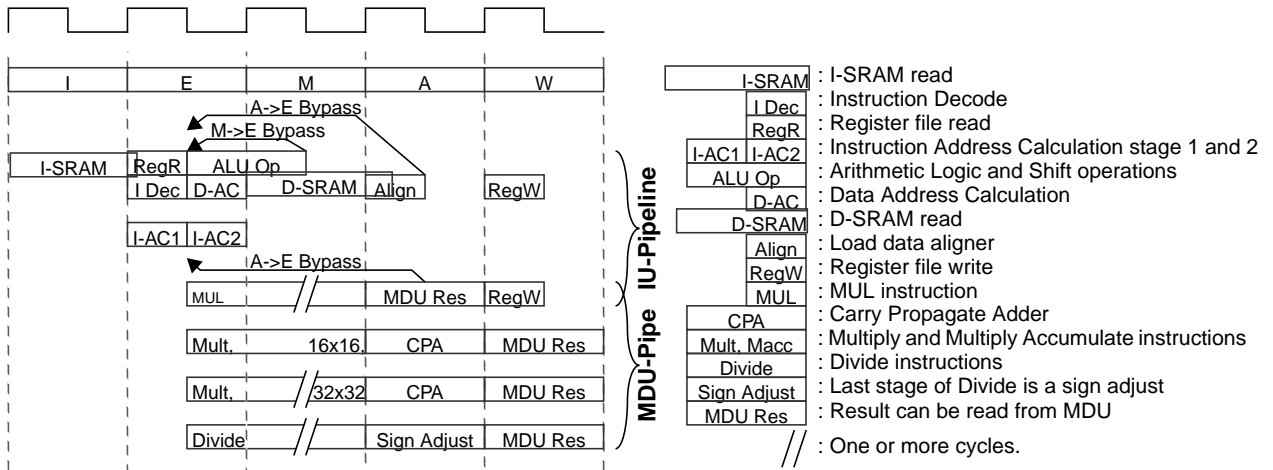 I E M A W
A->E Bypass
M->E Bypass
I-SRAM RegR ALU Op
I Dec D-AC D-SRAM Align RegW
I-AC1 I-AC2
A->E Bypass
MUL MDU Res RegW
Mult, 16x16, CPA MDU Res
Mult, 32x32 CPA MDU Res
Divide Sign Adjust MDU Res
IU-Pipeline
MDU-Pipe
I-SRAM : I-SRAM read
I Dec : Instruction Decode
RegR : Register file read
I-AC1 I-AC2 : Instruction Address Calculation stage 1 and 2
ALU Op : Arithmetic Logic and Shift operations
D-AC : Data Address Calculation
D-SRAM : D-SRAM read
Align : Load data aligner
RegW : Register file write
MUL : MUL instruction
CPA : Carry Propagate Adder
Mult, Macc : Multiply and Multiply Accumulate instructions
Divide : Divide instructions
Sign Adjust : Last stage of Divide is a sign adjust
MDU Res : Result can be read from MDU
// : One or more cycles.